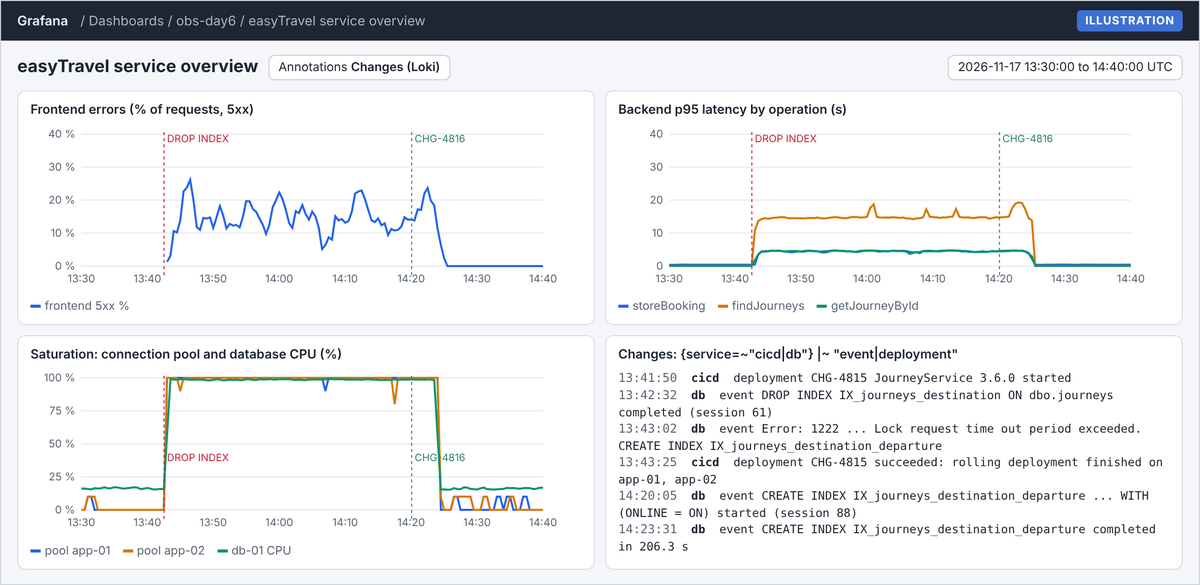 Grafana / Dashboards / obs-day6 / easyTravel service overview
ILLUSTRATION
easyTravel service overview
Annotations Changes (Loki)
2026-11-17 13:30:00 to 14:40:00 UTC
Frontend errors (% of requests, 5xx)
40 %
30 %
20 %
10 %
0 %
DROP INDEX
CHG-4816
13:30 13:40 13:50 14:00 14:10 14:20 14:30 14:40
frontend 5xx %
Backend p95 latency by operation (s)
40
30
20
10
0
DROP INDEX
CHG-4816
13:30 13:40 13:50 14:00 14:10 14:20 14:30 14:40
storeBooking findJourneys getJourneyById
Saturation: connection pool and database CPU (%)
100 %
75 %
50 %
25 %
0 %
DROP INDEX
CHG-4816
13:30 13:40 13:50 14:00 14:10 14:20 14:30 14:40
pool app-01 pool app-02 db-01 CPU
Changes: {service=~"cicd|db"} |~ "event|deployment"
13:41:50 cicd deployment CHG-4815 JourneyService 3.6.0 started
13:42:32 db event DROP INDEX IX_journeys_destination ON dbo.journeys
completed (session 61)
13:43:02 db event Error: 1222 ... Lock request time out period exceeded.
CREATE INDEX IX_journeys_destination_departure
13:43:25 cicd deployment CHG-4815 succeeded: rolling deployment finished on
app-01, app-02
14:20:05 db event CREATE INDEX IX_journeys_destination_departure ... WITH
(ONLINE = ON) started (session 88)
14:23:31 db event CREATE INDEX IX_journeys_destination_departure completed
in 206.3 s